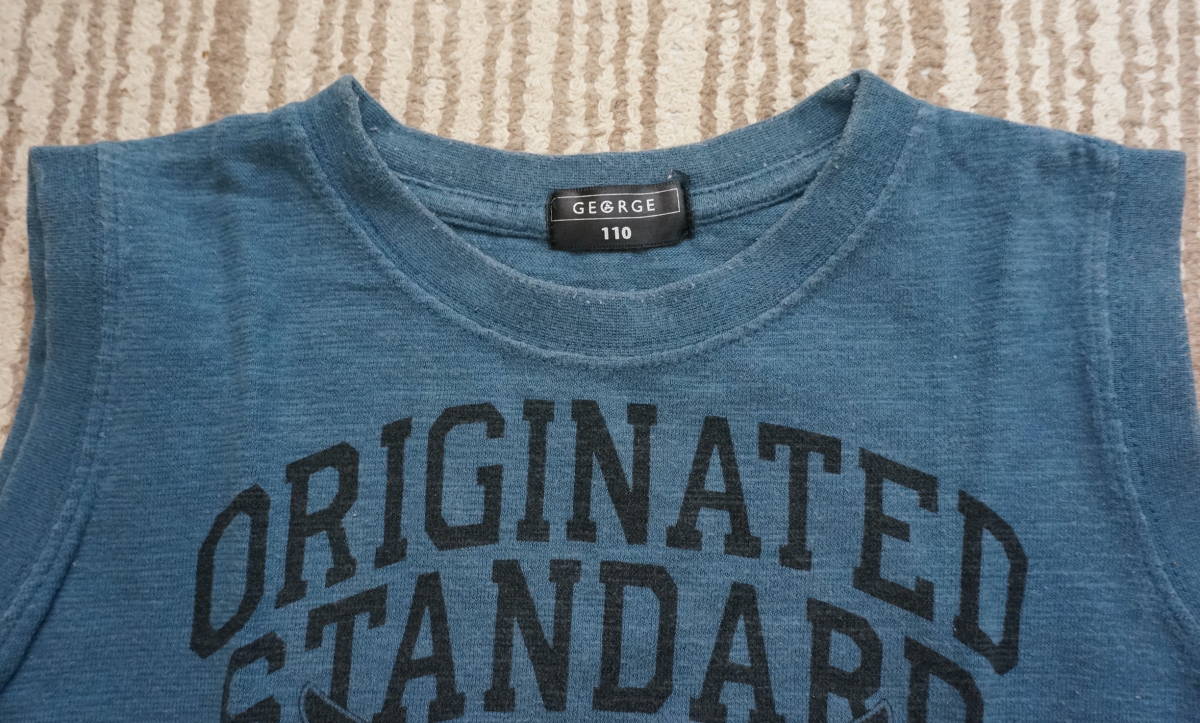 GEORGE
110
ORIGINATED
STANDARD